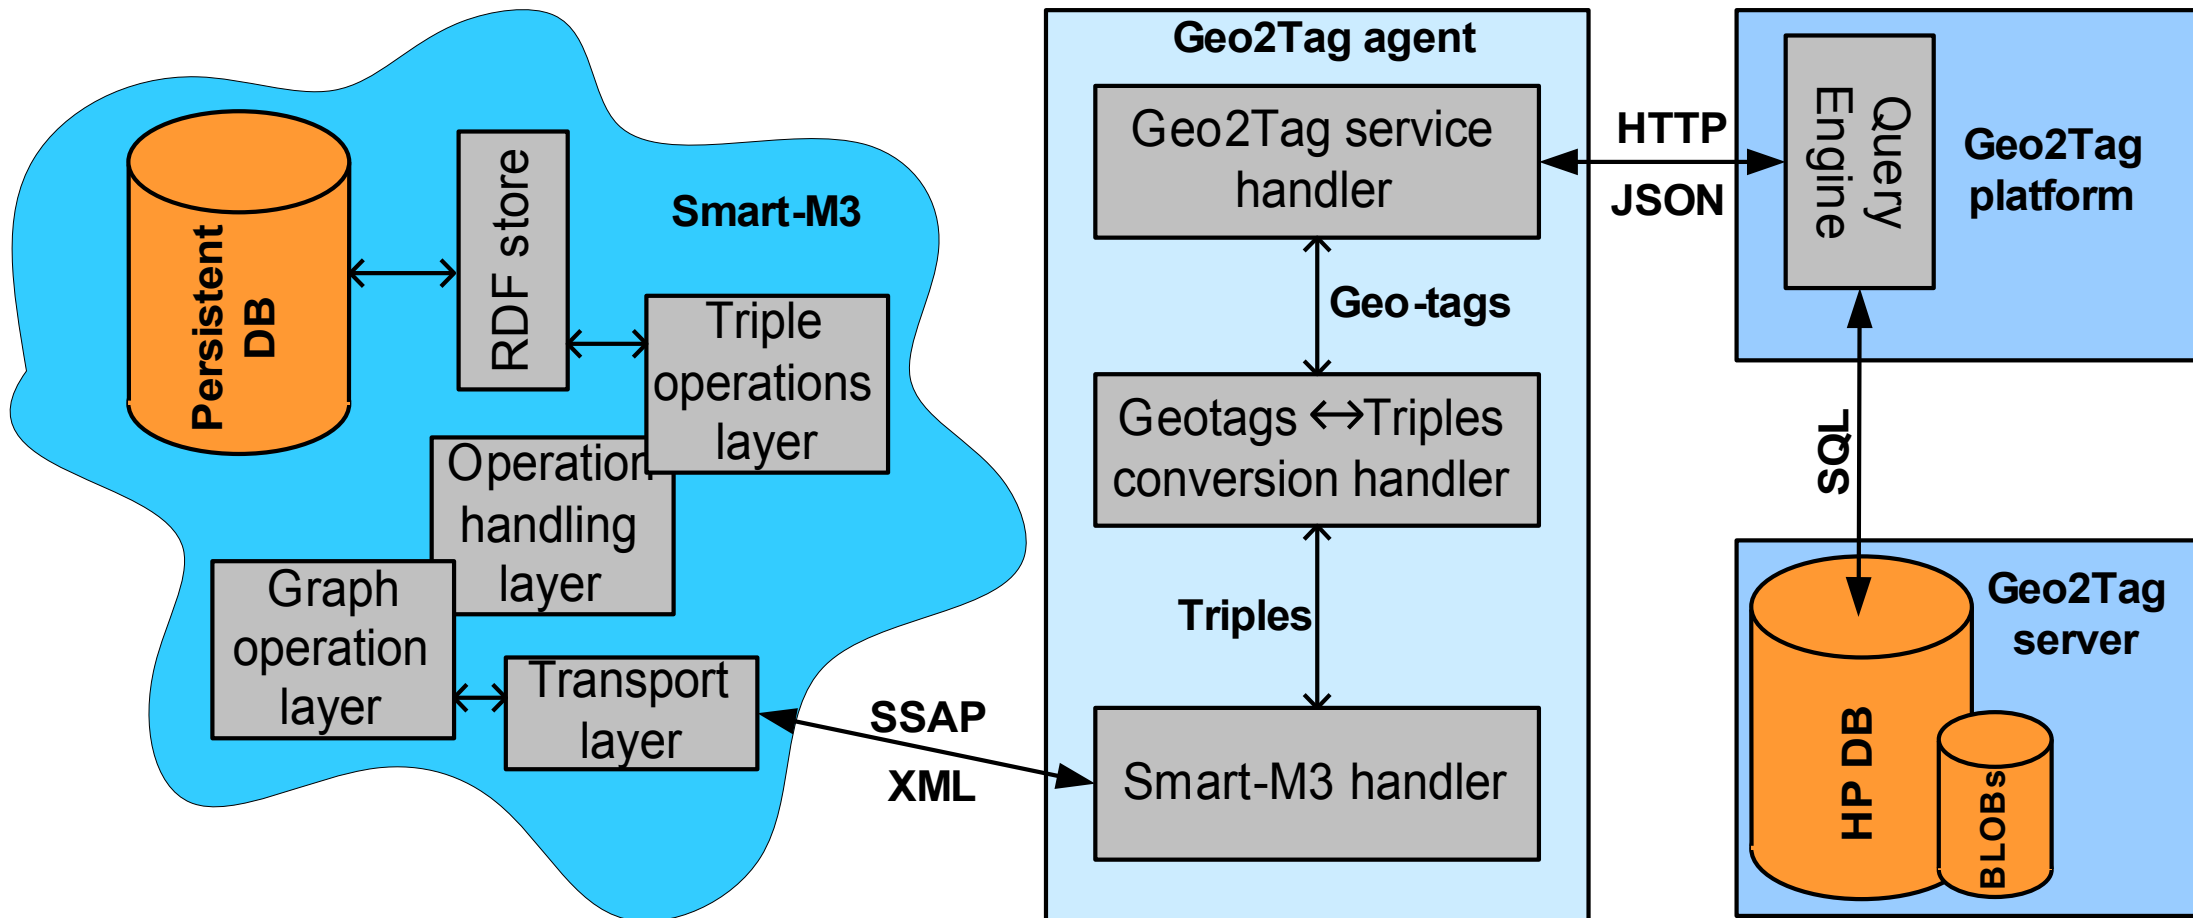 Persistent
DB
RDF store
Smart-M3
Triple
operations
layer
Operation
handling
layer
Graph
operation
layer
Transport
layer
SSAP
XML
Geo2Tag agent
Geo2Tag service
handler
Geo-tags
Geotags ↔Triples
conversion handler
Triples
Smart-M3 handler
HTTP
JSON
Query
Engine
Geo2Tag
platform
SQL
Geo2Tag
server
HP DB
BLOBs